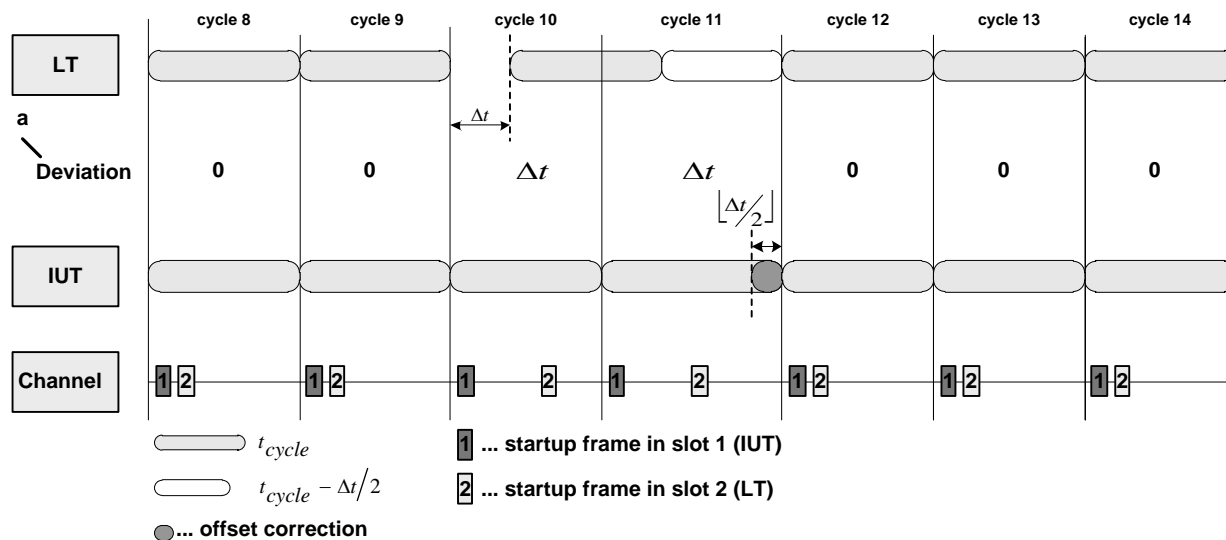 cycle 8 cycle 9 cycle 10 cycle 11 cycle 12 cycle 13 cycle 14
LT
Δt
a
Deviation 0 0 Δt Δt 0 0 0
⌊Δt/2⌋
IUT
Channel 1 2 1 2 1 2 1 2 1 2 1 2 1 2
t_cycle 1 ... startup frame in slot 1 (IUT)
t_cycle − Δt/2 2 ... startup frame in slot 2 (LT)
... offset correction